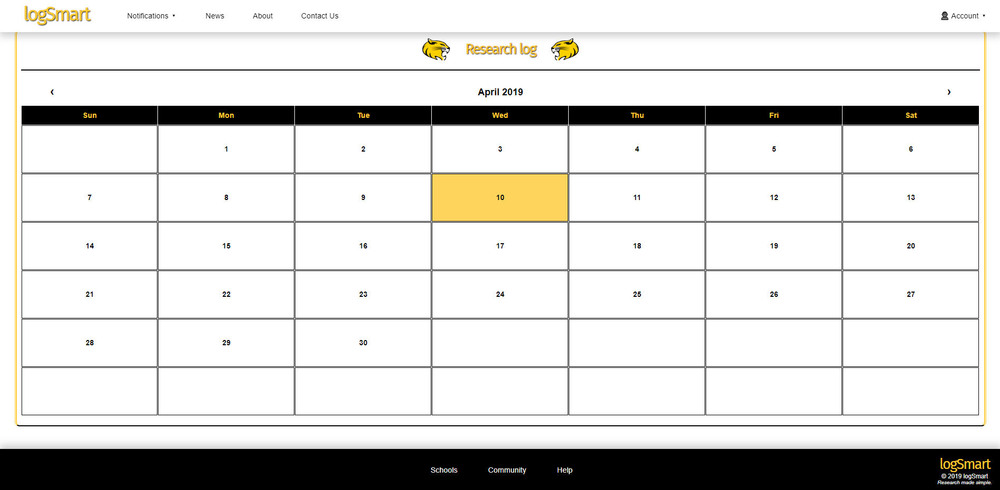 logSmart Notifications ▼ News About Contact Us Account ▼
Research log
‹ April 2019 ›
Sun Mon Tue Wed Thu Fri Sat
1 2 3 4 5 6
7 8 9 10 11 12 13
14 15 16 17 18 19 20
21 22 23 24 25 26 27
28 29 30
Schools Community Help
logSmart
© 2019 logSmart
Research made simple.